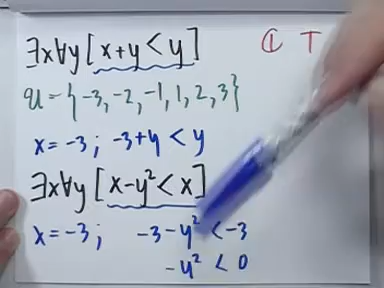 ∃x∀y [x+y < y] ① T
𝒰 = {-3, -2, -1, 1, 2, 3}
x = -3 ; -3+y < y
∃x∀y [x-y² < x]
x = -3 ; -3-y² < -3
-y² < 0